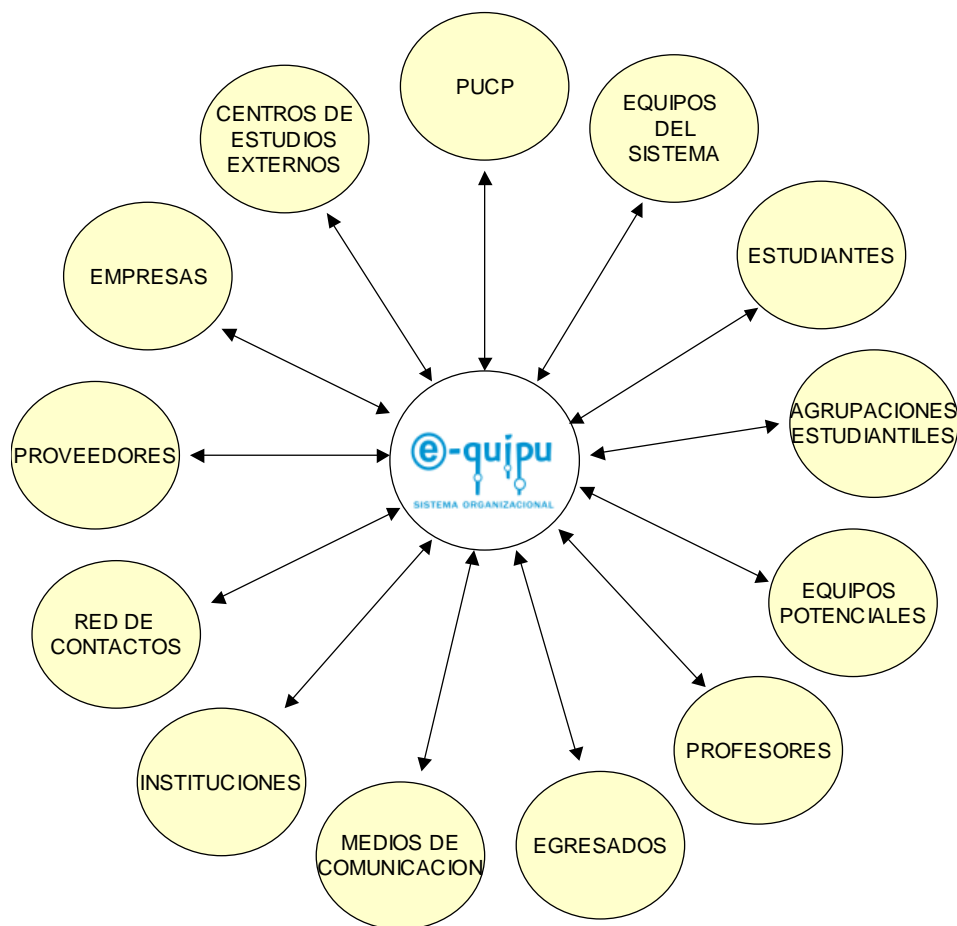 PUCP
EQUIPOS
DEL
SISTEMA
ESTUDIANTES
AGRUPACIONES
ESTUDIANTILES
EQUIPOS
POTENCIALES
PROFESORES
EGRESADOS
MEDIOS DE
COMUNICACION
INSTITUCIONES
RED DE
CONTACTOS
PROVEEDORES
EMPRESAS
CENTROS DE
ESTUDIOS
EXTERNOS
e-quipu
SISTEMA ORGANIZACIONAL